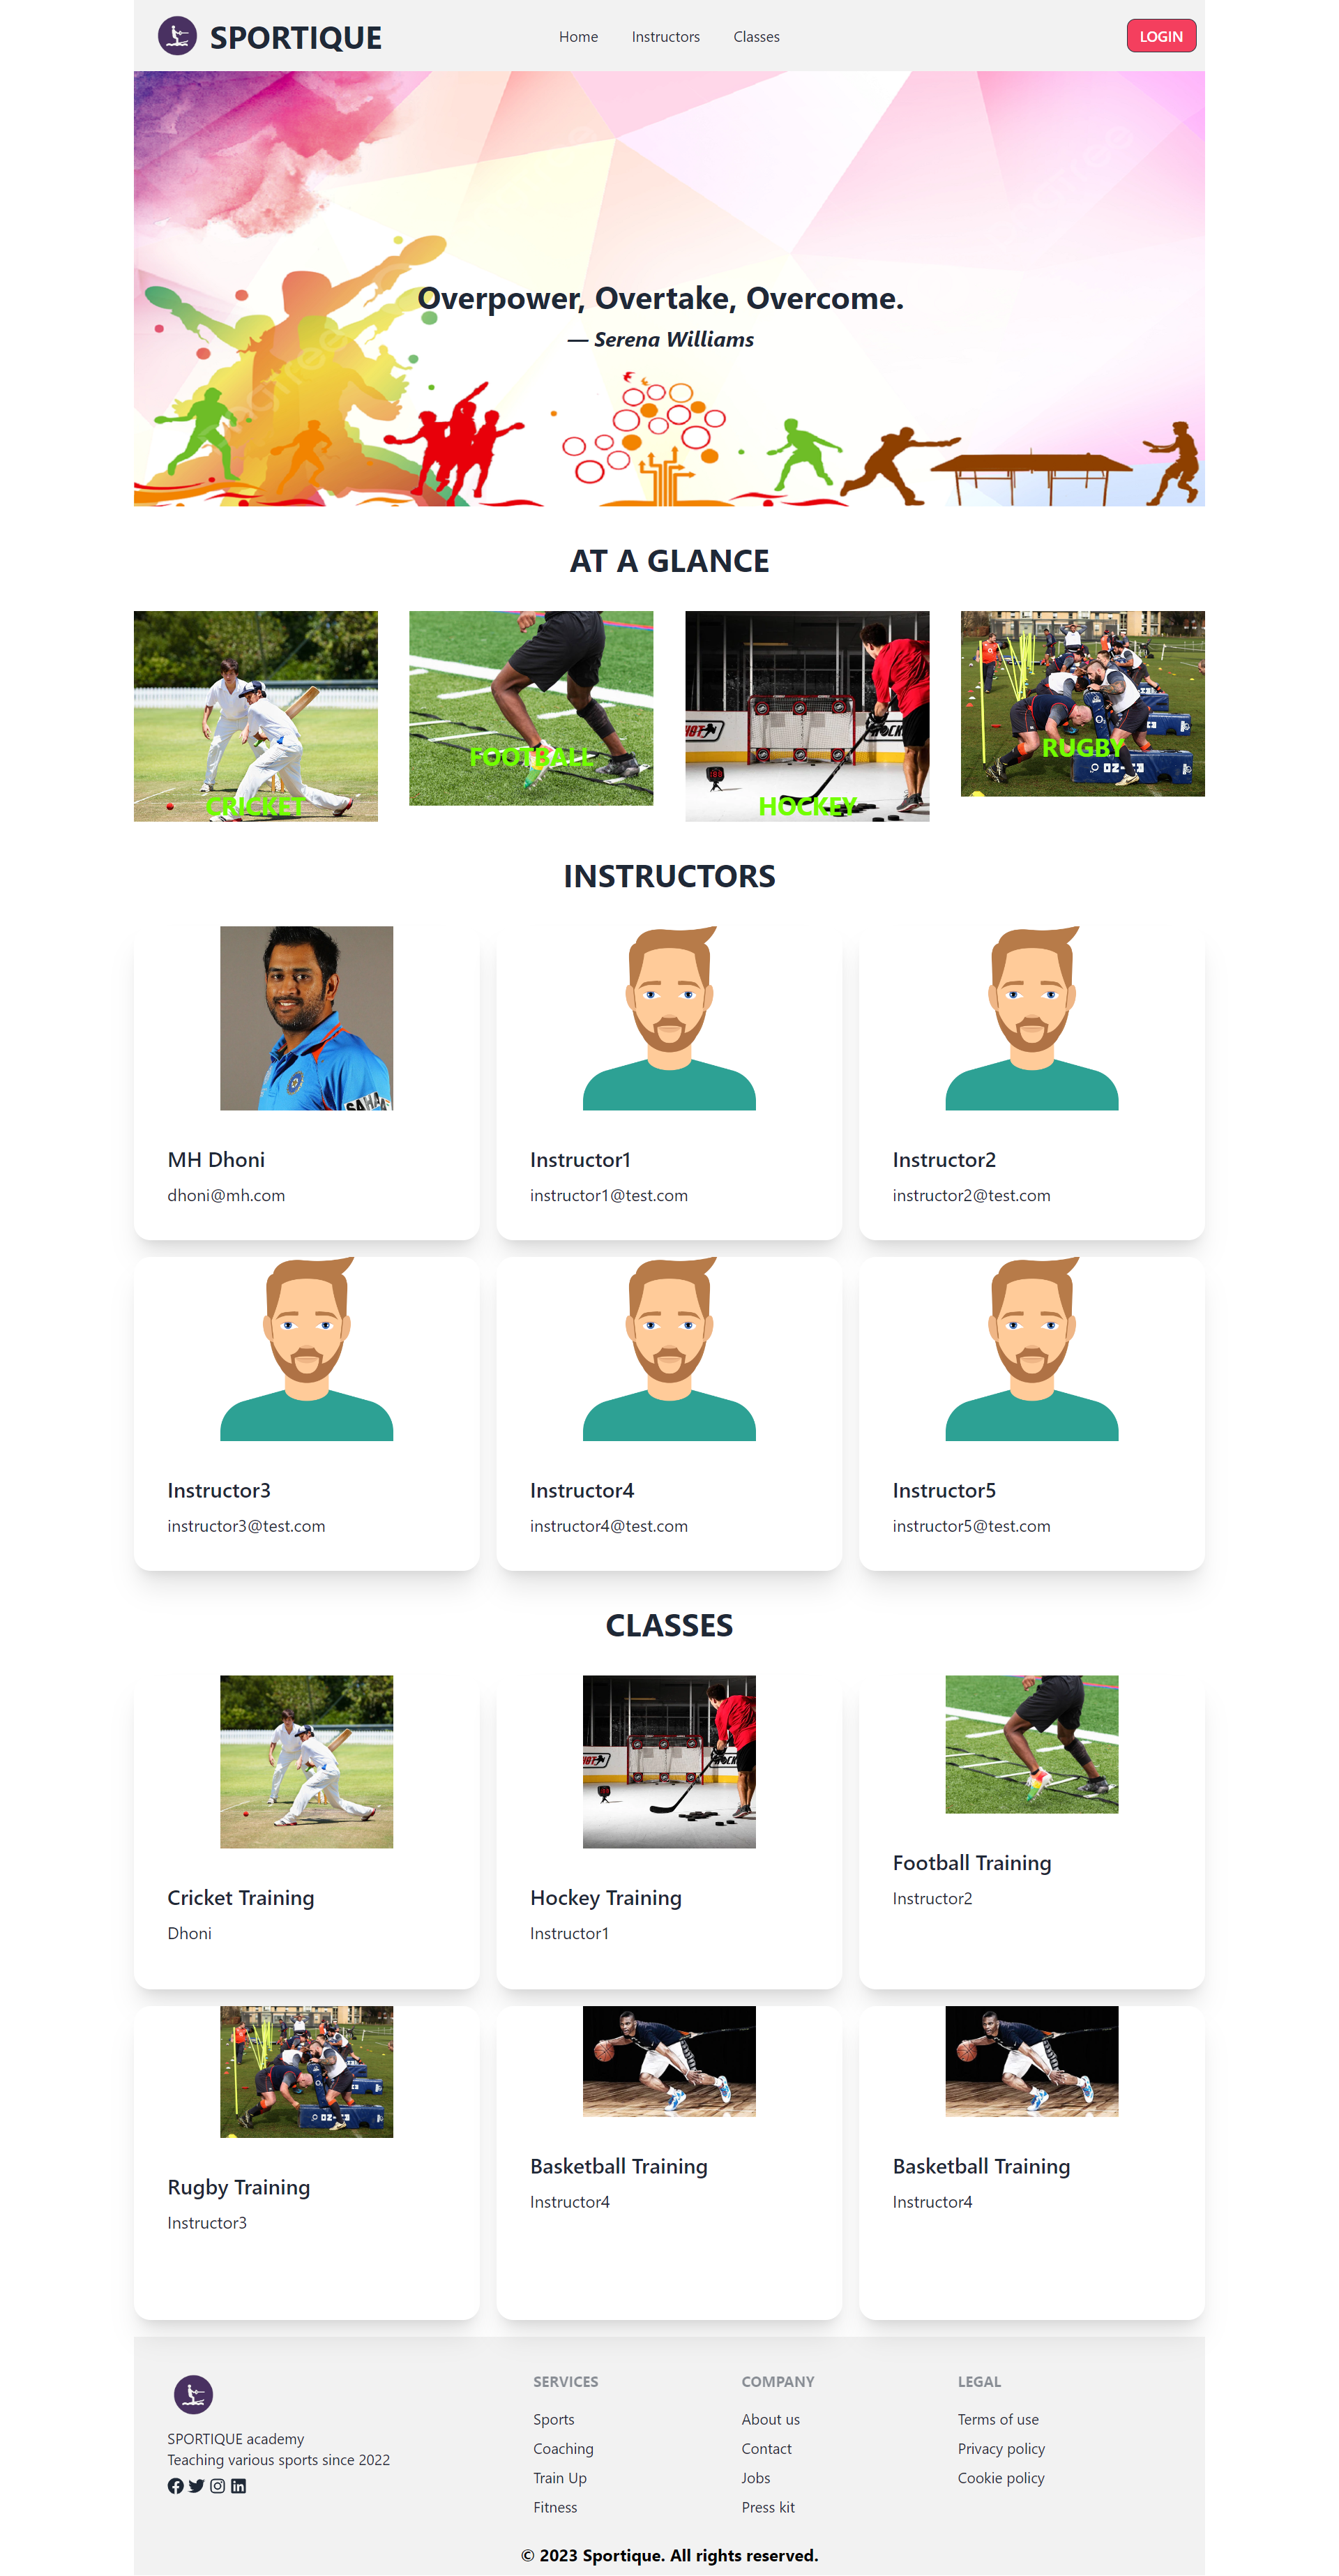 SPORTIQUE
Home Instructors Classes
LOGIN
Overpower, Overtake, Overcome.
— Serena Williams
AT A GLANCE
CRICKET
FOOTBALL
HOCKEY
RUGBY
INSTRUCTORS
SAHA
MH Dhoni
dhoni@mh.com
Instructor1
instructor1@test.com
Instructor2
instructor2@test.com
Instructor3
instructor3@test.com
Instructor4
instructor4@test.com
Instructor5
instructor5@test.com
CLASSES
Cricket Training
Dhoni
Hockey Training
Instructor1
Football Training
Instructor2
Rugby Training
Instructor3
Basketball Training
Instructor4
Basketball Training
Instructor4
SPORTIQUE academy
Teaching various sports since 2022
SERVICES
Sports
Coaching
Train Up
Fitness
COMPANY
About us
Contact
Jobs
Press kit
LEGAL
Terms of use
Privacy policy
Cookie policy
© 2023 Sportique. All rights reserved.